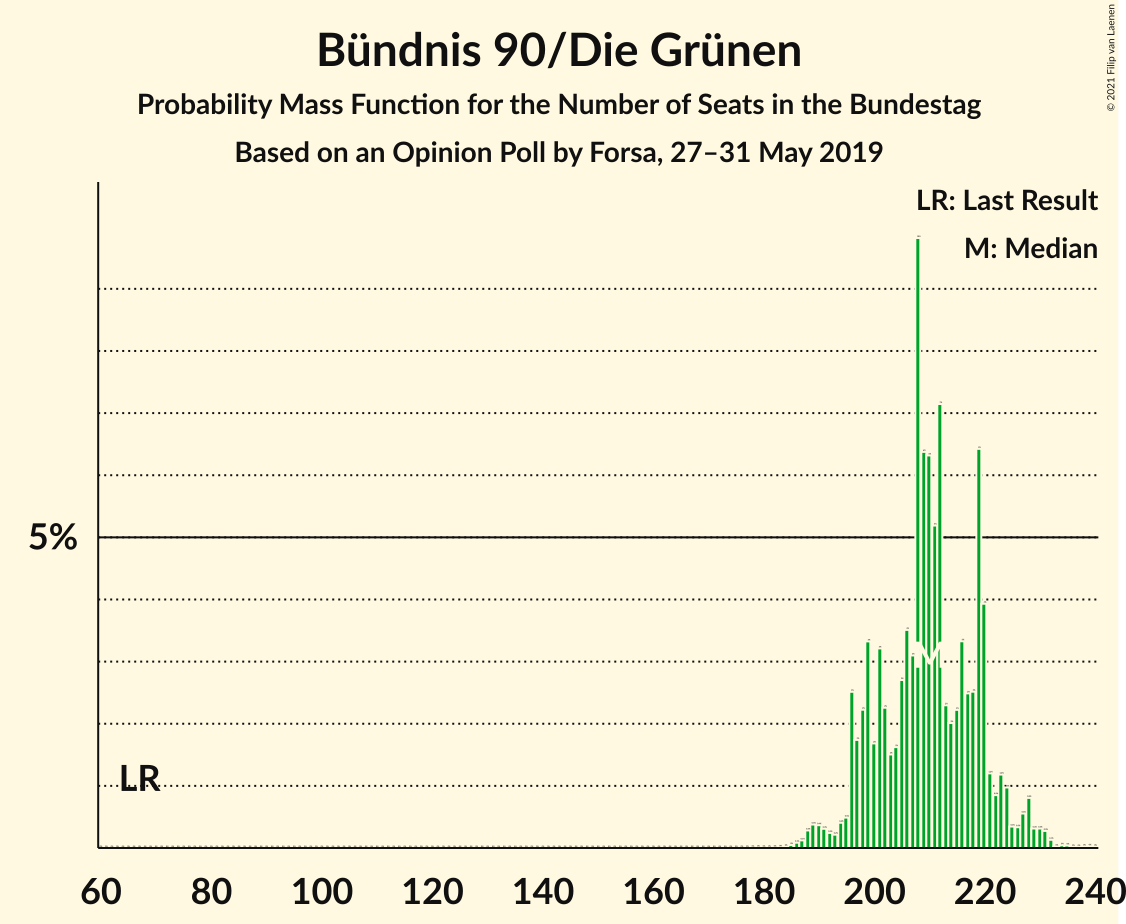 Bündnis 90/Die Grünen
Probability Mass Function for the Number of Seats in the Bundestag
Based on an Opinion Poll by Forsa, 27–31 May 2019
© 2021 Filip van Laenen
LR: Last Result
M: Median
5%
M
LR
60 80 100 120 140 160 180 200 220 240